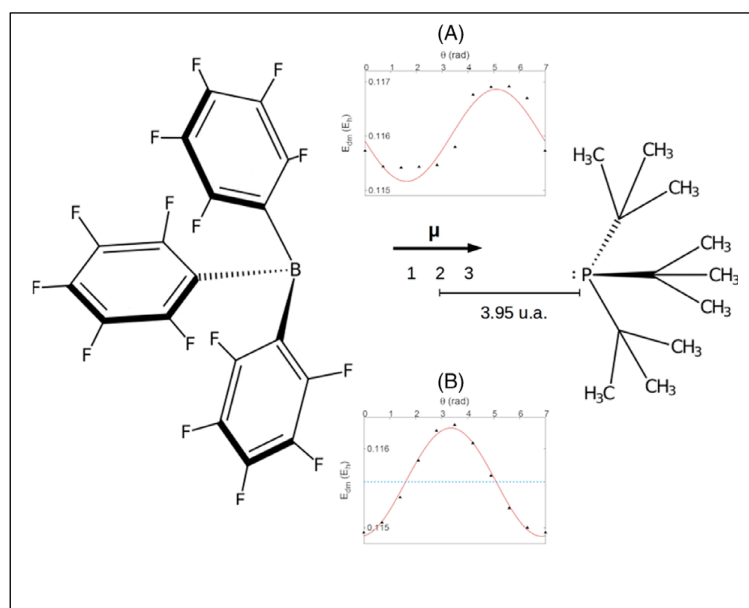 (A)
θ (rad)
0 1 2 3 4 5 6 7
0.117
0.116
0.115
E_dm (E_h)
F
F
F
F
F
B
F
F
F
F
F
F
F
F
F
F
μ
1 2 3
3.95 u.a.
:P
H₃C
CH₃
CH₃
CH₃
CH₃
CH₃
CH₃
H₃C
CH₃
(B)
θ (rad)
0 1 2 3 4 5 6 7
0.116
0.115
E_dm (E_h)